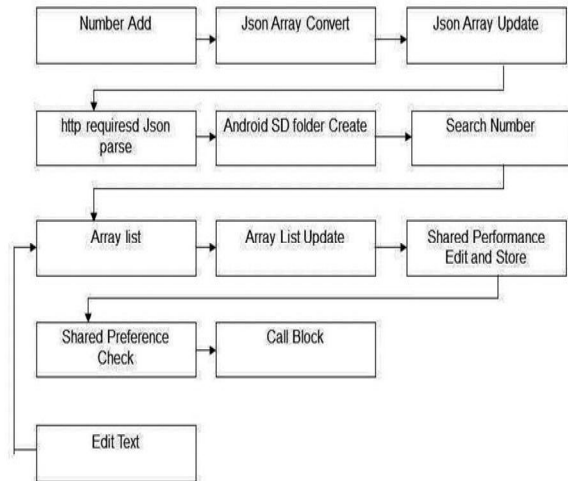 Number Add
Json Array Convert
Json Array Update
http requiresd Json
parse
Android SD folder Create
Search Number
Array list
Array List Update
Shared Performance
Edit and Store
Shared Preference
Check
Call Block
Edit Text